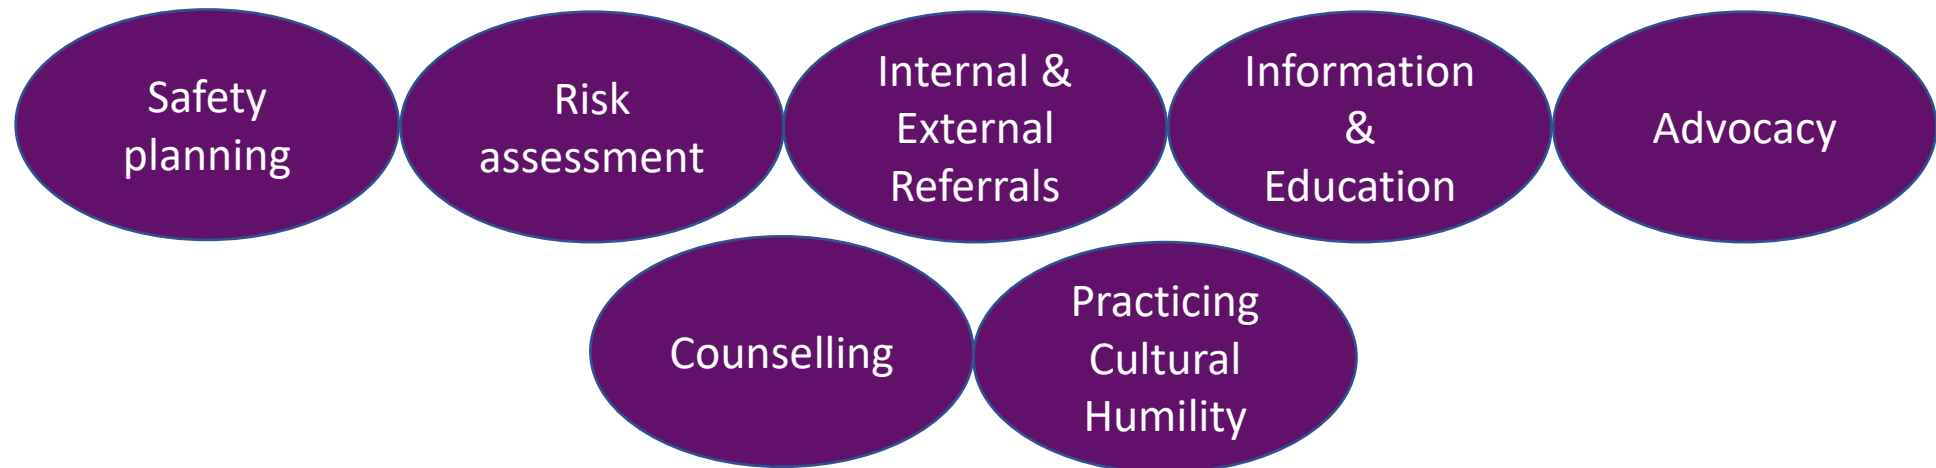 Safety
planning
Risk
assessment
Internal &
External
Referrals
Information
&
Education
Advocacy
Counselling
Practicing
Cultural
Humility